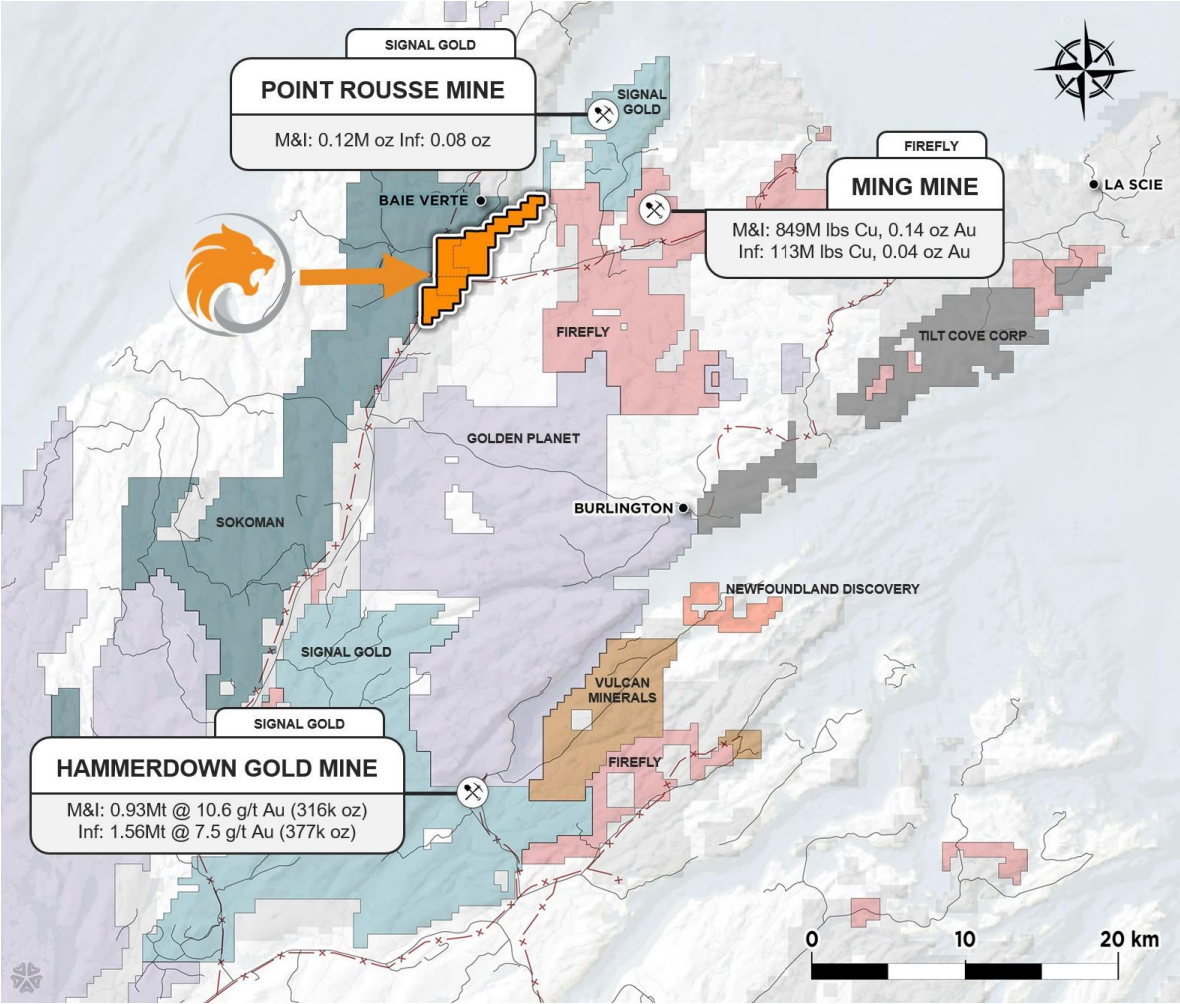 SIGNAL GOLD
POINT ROUSSE MINE
M&I: 0.12M oz Inf: 0.08 oz
SIGNAL
GOLD
FIREFLY
MING MINE
M&I: 849M lbs Cu, 0.14 oz Au
Inf: 113M lbs Cu, 0.04 oz Au
LA SCIE
BAIE VERTE
FIREFLY
TILT COVE CORP
GOLDEN PLANET
BURLINGTON
SOKOMAN
NEWFOUNDLAND DISCOVERY
SIGNAL GOLD
VULCAN
MINERALS
SIGNAL GOLD
HAMMERDOWN GOLD MINE
M&I: 0.93Mt @ 10.6 g/t Au (316k oz)
Inf: 1.56Mt @ 7.5 g/t Au (377k oz)
FIREFLY
0 10 20 km